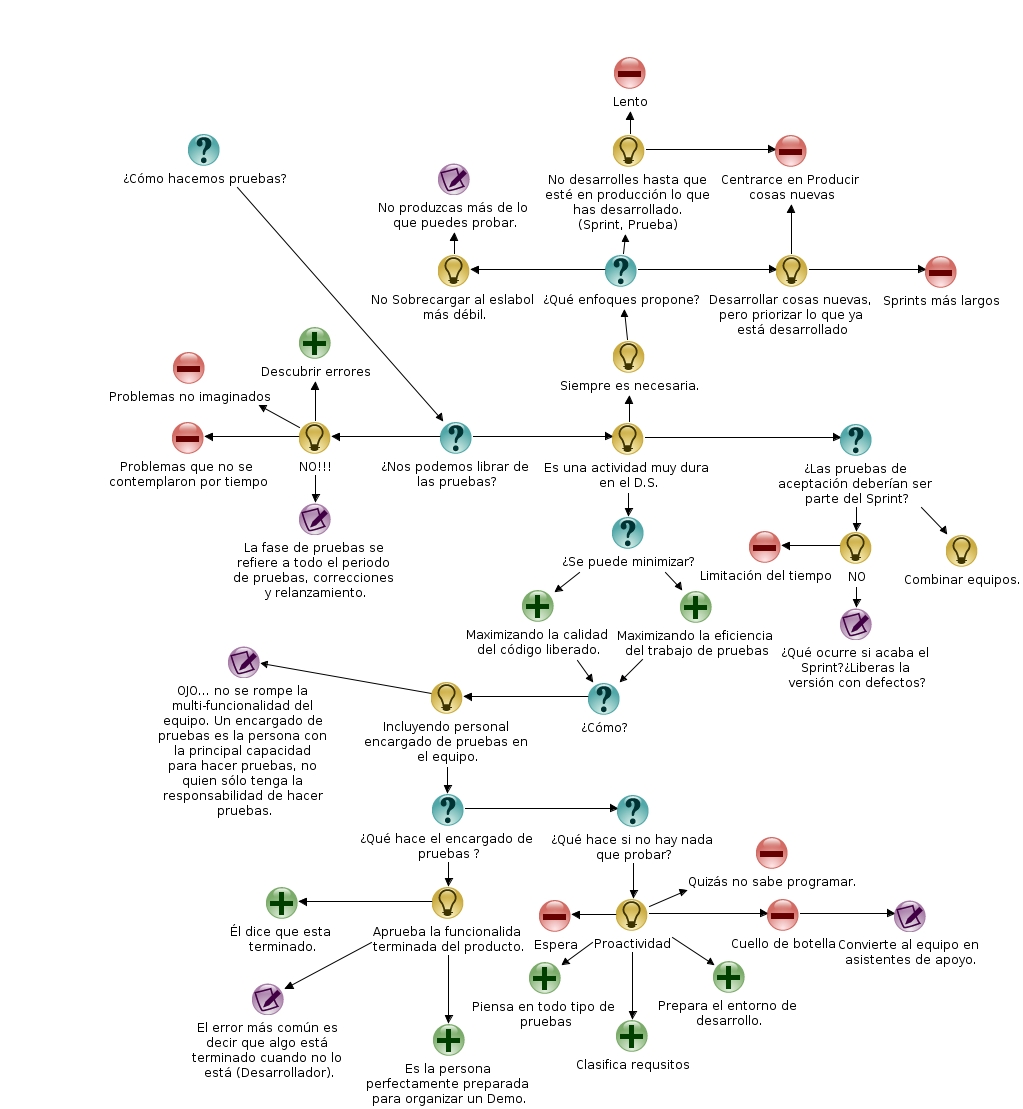 Lento
¿Cómo hacemos pruebas?
No desarrolles hasta que
esté en producción lo que
has desarrollado.
(Sprint, Prueba)
Centrarce en Producir
cosas nuevas
No produzcas más de lo
que puedes probar.
No Sobrecargar al eslabol
más débil.
¿Qué enfoques propone?
Desarrollar cosas nuevas,
pero priorizar lo que ya
está desarrollado
Sprints más largos
Descubrir errores
Siempre es necesaria.
Problemas no imaginados
Problemas que no se
contemplaron por tiempo
NO!!!
¿Nos podemos librar de
las pruebas?
Es una actividad muy dura
en el D.S.
¿Las pruebas de
aceptación deberían ser
parte del Sprint?
La fase de pruebas se
refiere a todo el periodo
de pruebas, correcciones
y relanzamiento.
¿Se puede minimizar?
Limitación del tiempo
NO
Combinar equipos.
Maximizando la calidad
del código liberado.
Maximizando la eficiencia
del trabajo de pruebas
¿Qué ocurre si acaba el
Sprint?¿Liberas la
versión con defectos?
OJO... no se rompe la
multi-funcionalidad del
equipo. Un encargado de
pruebas es la persona con
la principal capacidad
para hacer pruebas, no
quien sólo tenga la
responsabilidad de hacer
pruebas.
Incluyendo personal
encargado de pruebas en
el equipo.
¿Cómo?
¿Qué hace el encargado de
pruebas ?
¿Qué hace si no hay nada
que probar?
Quizás no sabe programar.
Él dice que esta
terminado.
Aprueba la funcionalida
terminada del producto.
Espera
Proactividad
Cuello de botella
Convierte al equipo en
asistentes de apoyo.
Piensa en todo tipo de
pruebas
Prepara el entorno de
desarrollo.
El error más común es
decir que algo está
terminado cuando no lo
está (Desarrollador).
Es la persona
perfectamente preparada
para organizar un Demo.
Clasifica requsitos